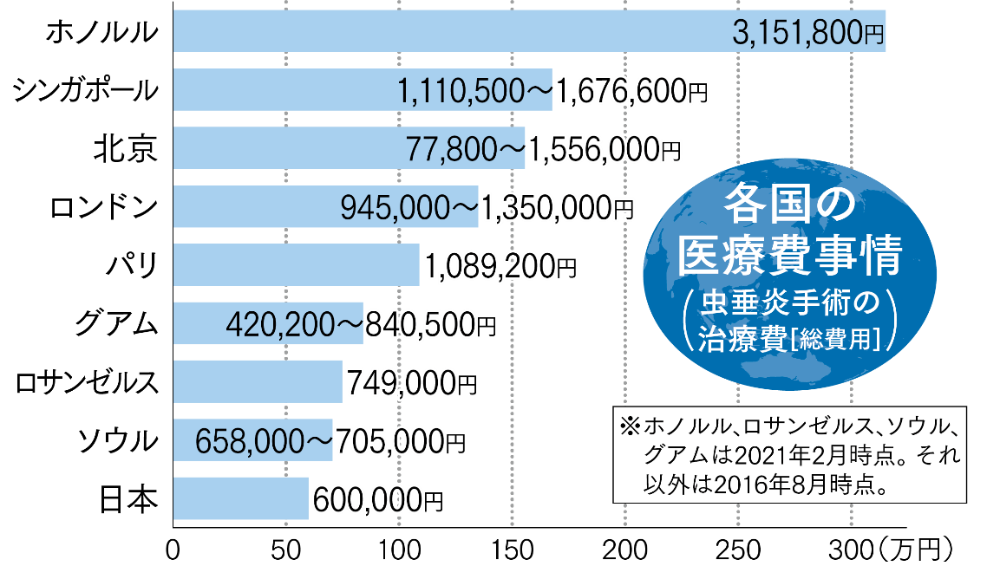 ホノルル 3,151,800円
シンガポール 1,110,500〜1,676,600円
北京 77,800〜1,556,000円
ロンドン 945,000〜1,350,000円
パリ 1,089,200円
グアム 420,200〜840,500円
ロサンゼルス 749,000円
ソウル 658,000〜705,000円
日本 600,000円
0 50 100 150 200 250 300(万円)
各国の
医療費事情
(虫垂炎手術の
治療費[総費用])
※ホノルル、ロサンゼルス、ソウル、
グアムは2021年2月時点。それ
以外は2016年8月時点。